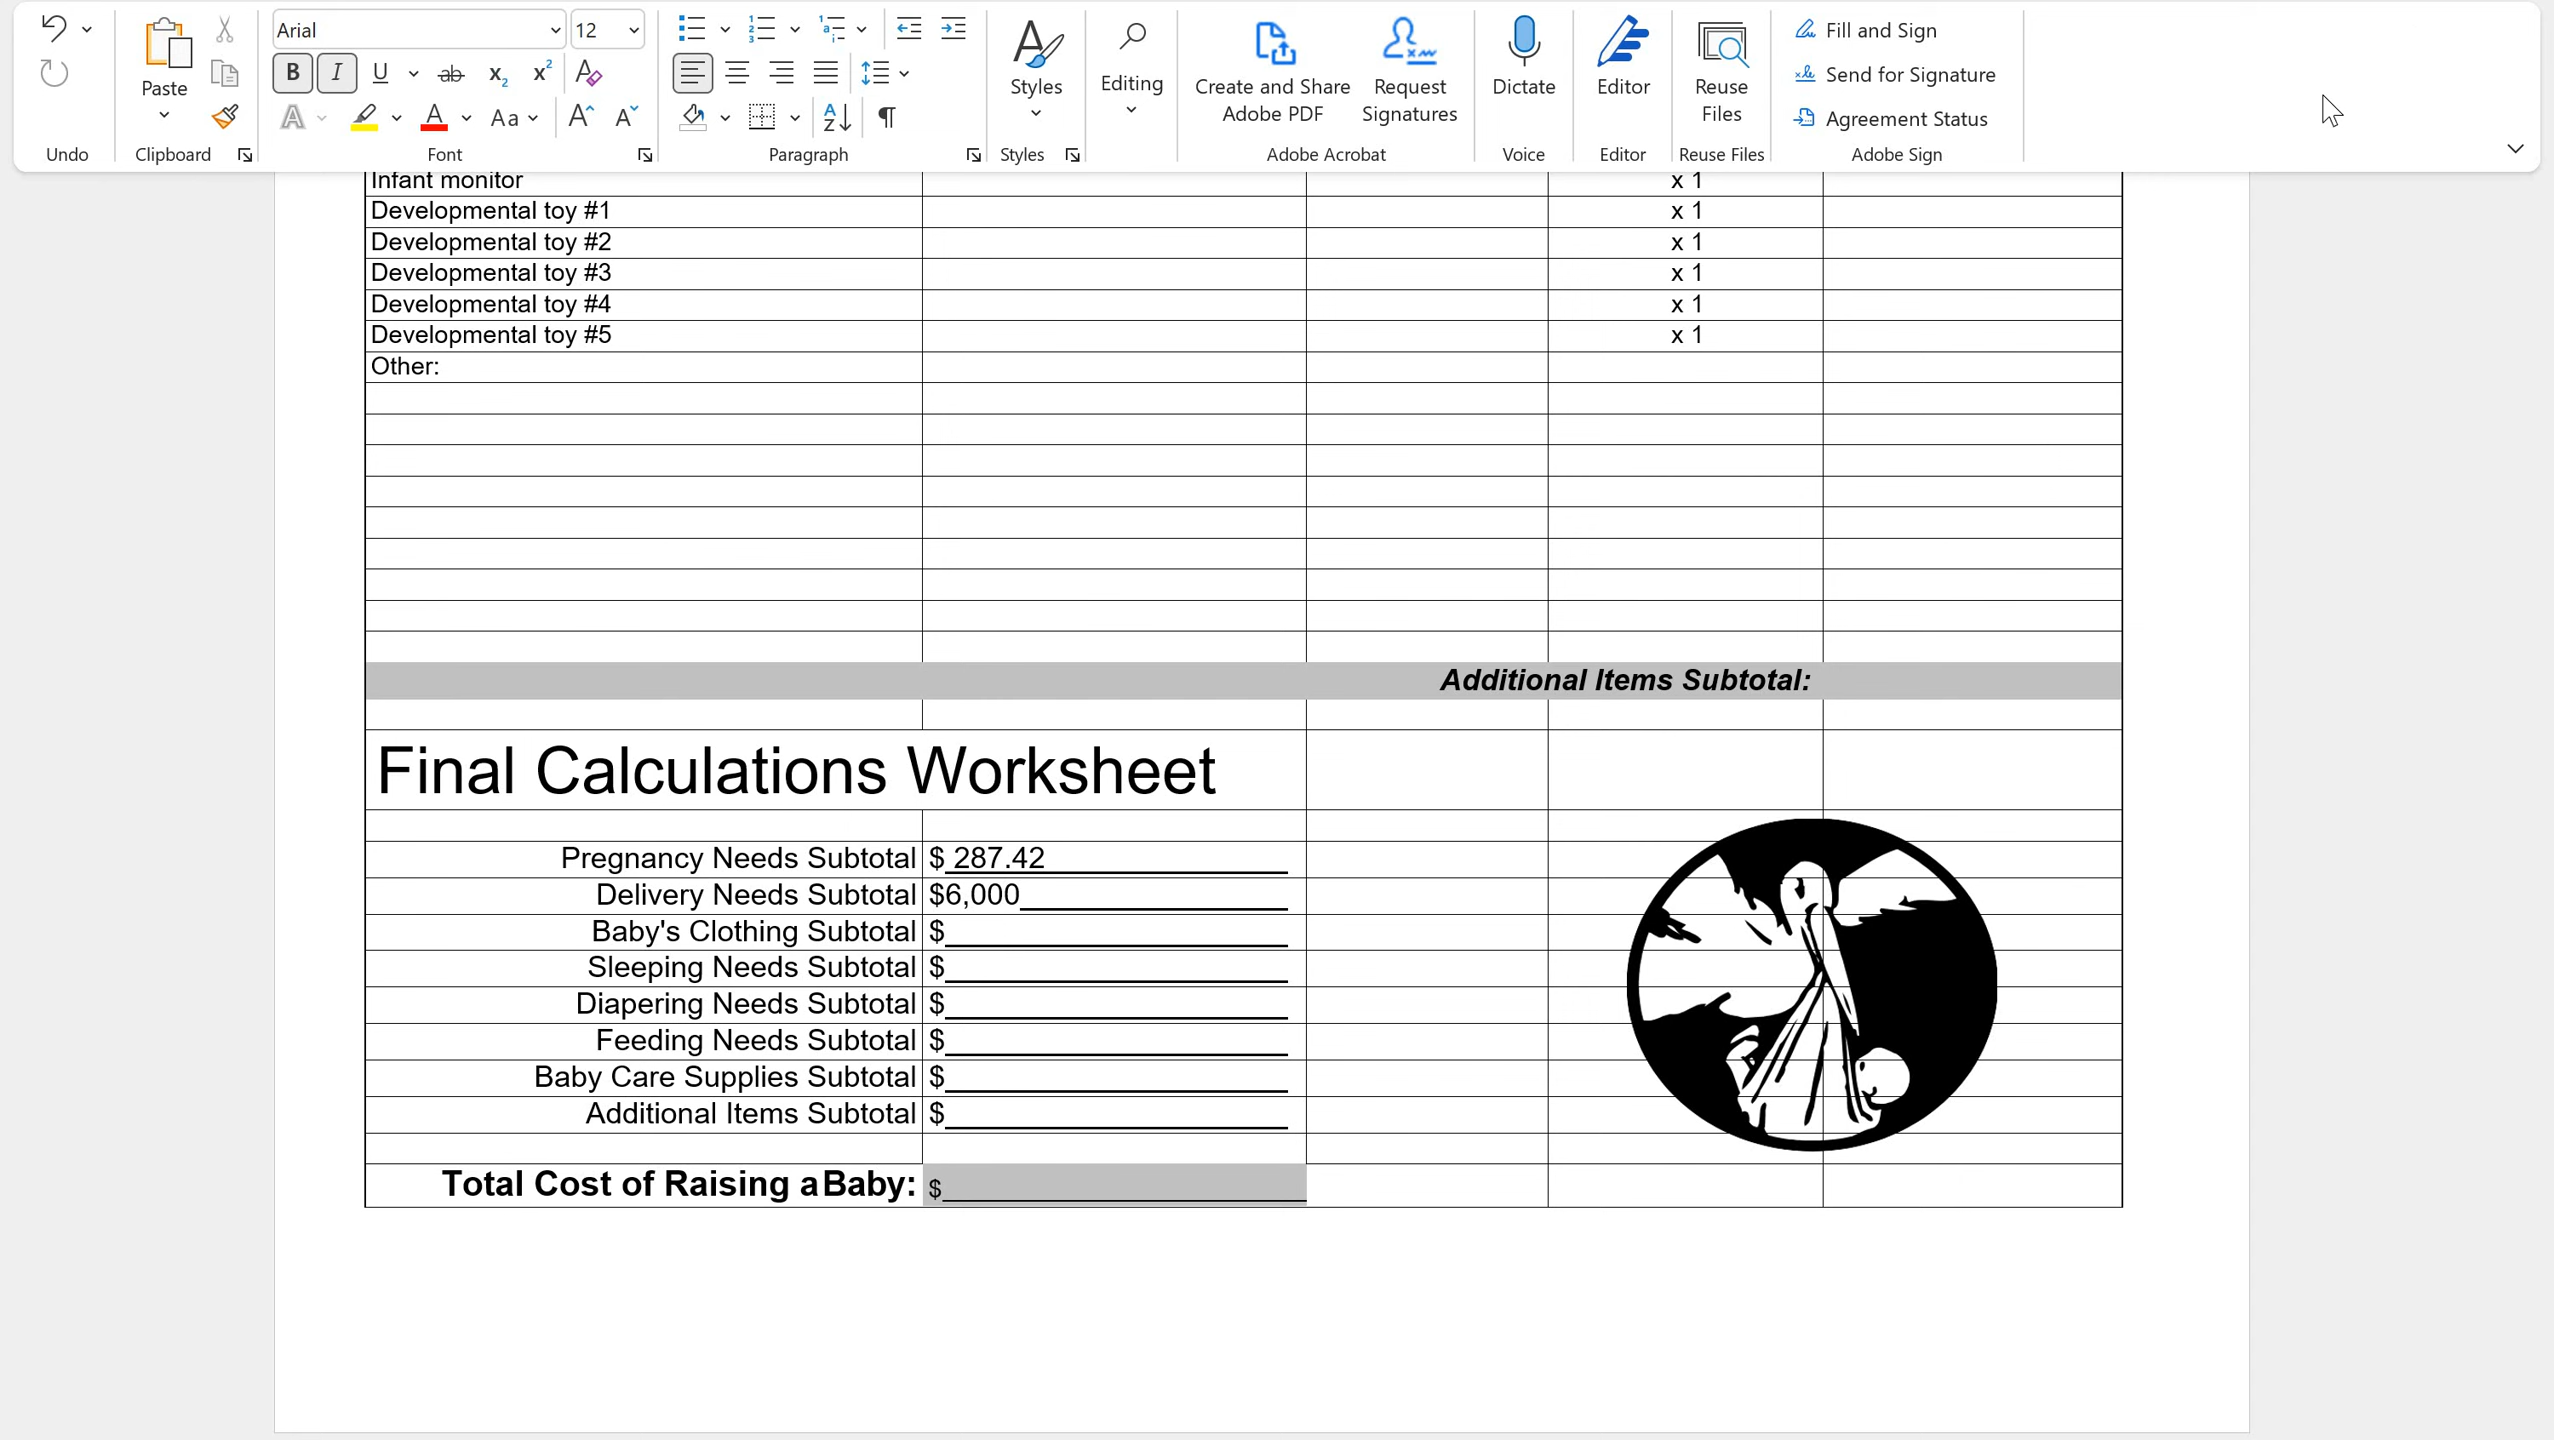 Arial 12
Paste
Styles
Editing
Create and Share Adobe PDF
Request Signatures
Dictate
Editor
Reuse Files
Fill and Sign
Send for Signature
Agreement Status
Undo Clipboard Font Paragraph Styles Adobe Acrobat Voice Editor Reuse Files Adobe Sign
Infant monitor x 1
Developmental toy #1 x 1
Developmental toy #2 x 1
Developmental toy #3 x 1
Developmental toy #4 x 1
Developmental toy #5 x 1
Other:
Additional Items Subtotal:
Final Calculations Worksheet
Pregnancy Needs Subtotal $ 287.42
Delivery Needs Subtotal $6,000
Baby's Clothing Subtotal $
Sleeping Needs Subtotal $
Diapering Needs Subtotal $
Feeding Needs Subtotal $
Baby Care Supplies Subtotal $
Additional Items Subtotal $
Total Cost of Raising a Baby: $